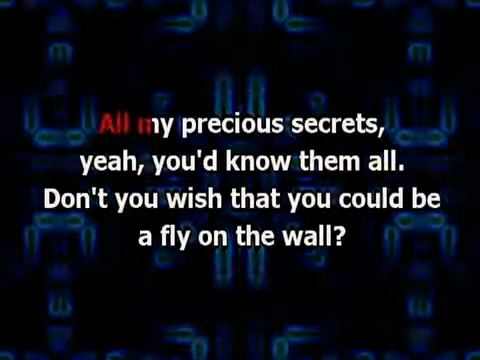 All my precious secrets,
yeah, you'd know them all.
Don't you wish that you could be
a fly on the wall?